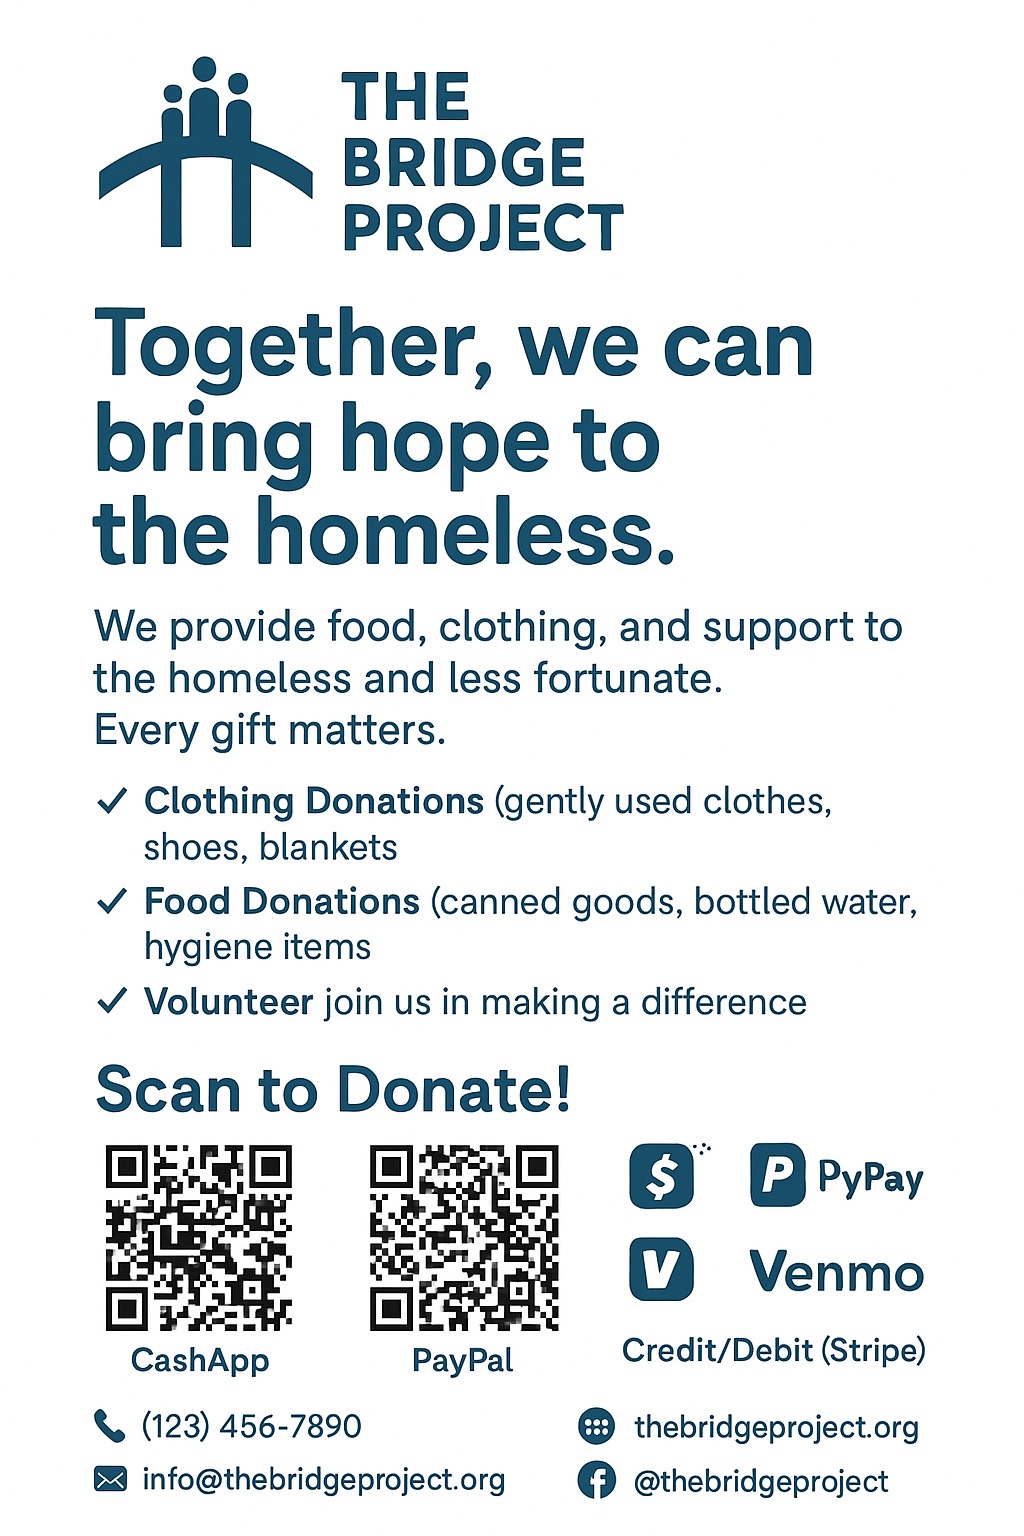 THE
BRIDGE
PROJECT
Together, we can
bring hope to
the homeless.
We provide food, clothing, and support to
the homeless and less fortunate.
Every gift matters.
✓ Clothing Donations (gently used clothes,
shoes, blankets
✓ Food Donations (canned goods, bottled water,
hygiene items
✓ Volunteer join us in making a difference
Scan to Donate!
CashApp
PayPal
$
P PyPay
V Venmo
Credit/Debit (Stripe)
(123) 456-7890
info@thebridgeproject.org
thebridgeproject.org
f @thebridgeproject